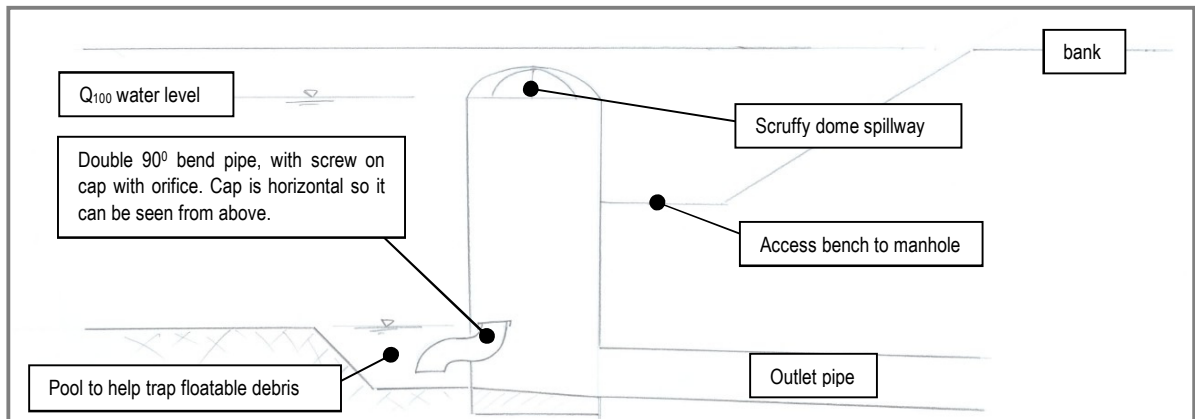 bank
Q₁₀₀ water level
Scruffy dome spillway
Double 90⁰ bend pipe, with screw on
cap with orifice. Cap is horizontal so it
can be seen from above.
Access bench to manhole
Pool to help trap floatable debris
Outlet pipe